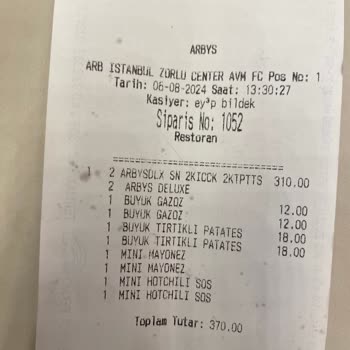 ARBYS
ARB ISTANBUL ZORLU CENTER AVM FC Pos No: 1
Tarih: 06-08-2024 Saat: 13:30:27
Kasiyer: ey³p bildek
Siparis No: 1052
Restoran
================================
1 2 ARBYSDLX SN 2KICCK 2KTPTTS 310.00
2 ARBYS DELUXE
1 BUYUK GAZOZ 12.00
1 BUYUK GAZOZ 12.00
1 BUYUK TIRTIKLI PATATES 18.00
1 BUYUK TIRTIKLI PATATES 18.00
1 MINI MAYONEZ
1 MINI MAYONEZ
1 MINI HOTCHILI SOS
1 MINI HOTCHILI SOS
Toplam Tutar: 370.00